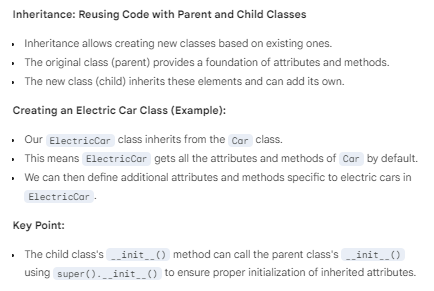 Inheritance: Reusing Code with Parent and Child Classes
• Inheritance allows creating new classes based on existing ones.
• The original class (parent) provides a foundation of attributes and methods.
• The new class (child) inherits these elements and can add its own.
Creating an Electric Car Class (Example):
• Our ElectricCar class inherits from the Car class.
• This means ElectricCar gets all the attributes and methods of Car by default.
• We can then define additional attributes and methods specific to electric cars in
ElectricCar.
Key Point:
• The child class's __init__() method can call the parent class's __init__()
using super().__init__() to ensure proper initialization of inherited attributes.